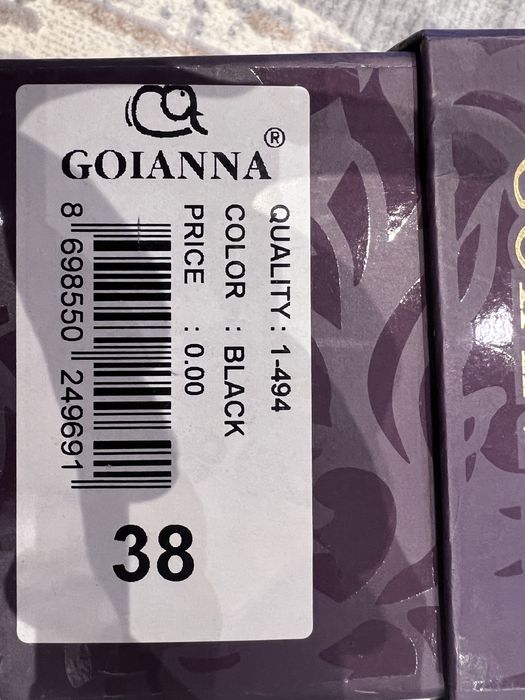 GOIANNA®
QUALITY : 1-494
COLOR : BLACK
PRICE : 0.00
8 698550 249691
38